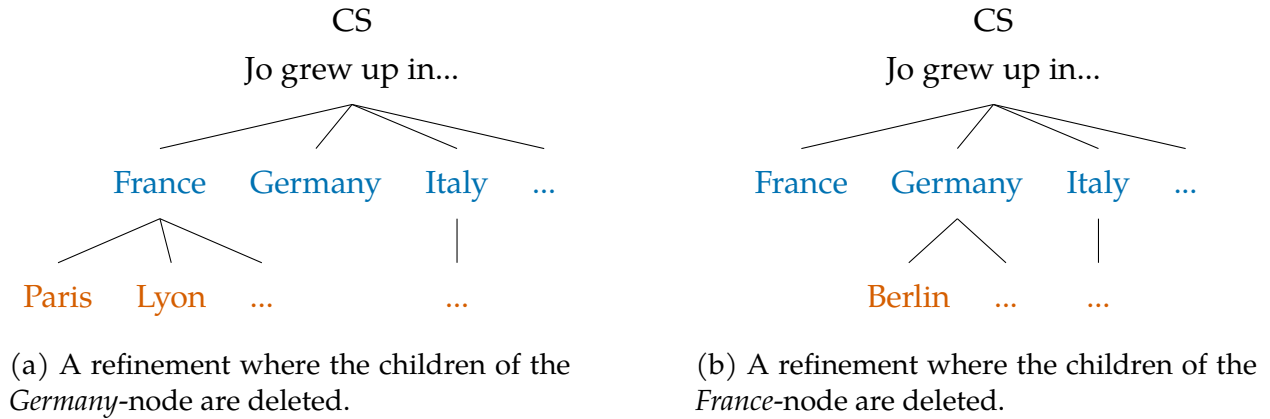 CS
Jo grew up in...
France Germany Italy ...
Paris Lyon ... ...
(a) A refinement where the children of the
Germany-node are deleted.
CS
Jo grew up in...
France Germany Italy ...
Berlin ... ...
(b) A refinement where the children of the
France-node are deleted.